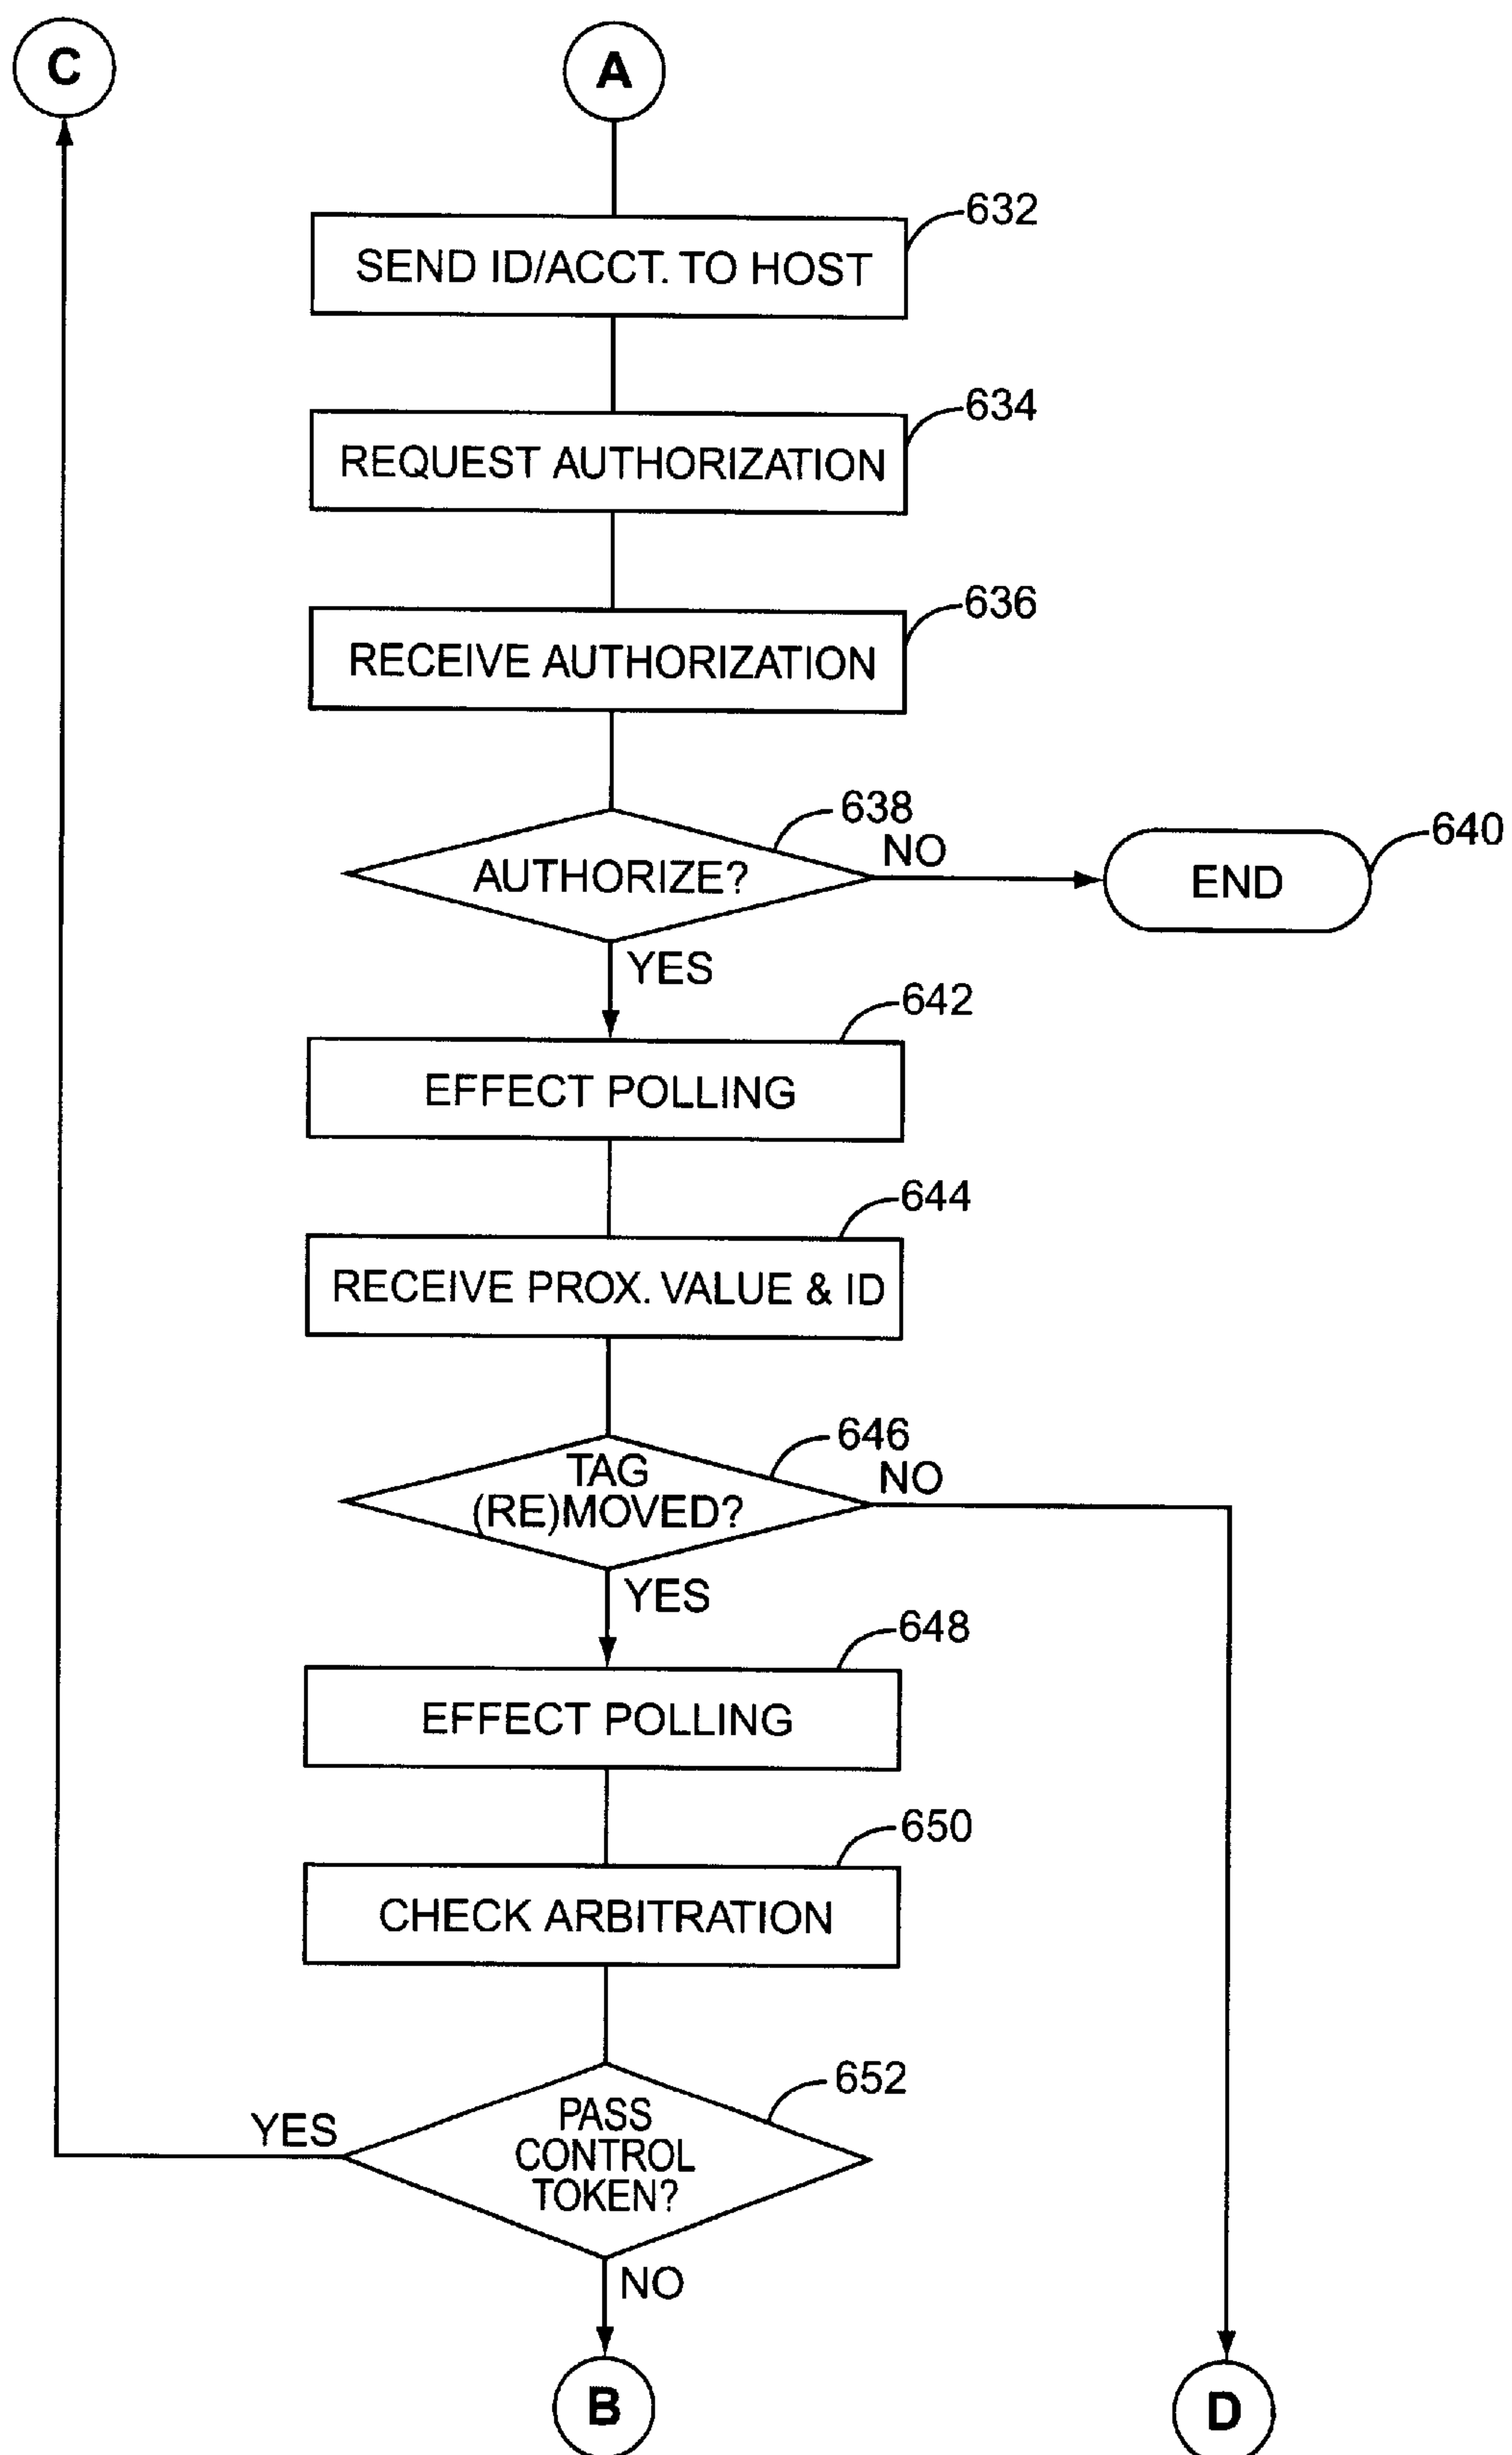 C
A
632
SEND ID/ACCT. TO HOST
634
REQUEST AUTHORIZATION
636
RECEIVE AUTHORIZATION
638
AUTHORIZE?
NO
640
END
YES
642
EFFECT POLLING
644
RECEIVE PROX. VALUE & ID
646
TAG
(RE)MOVED?
NO
YES
648
EFFECT POLLING
650
CHECK ARBITRATION
652
PASS
CONTROL
TOKEN?
YES
NO
B
D